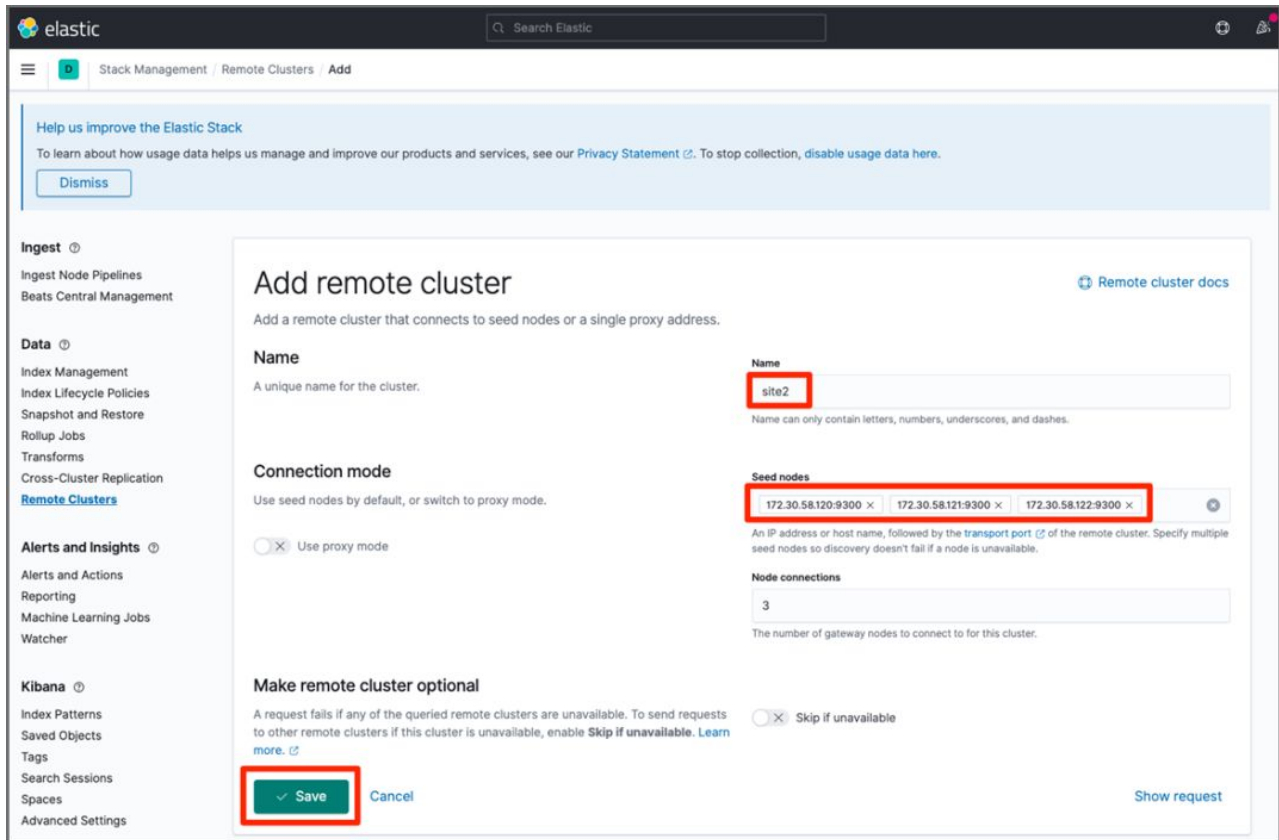 elastic
Search Elastic
D
Stack Management / Remote Clusters / Add
Help us improve the Elastic Stack
To learn about how usage data helps us manage and improve our products and services, see our Privacy Statement. To stop collection, disable usage data here.
Dismiss
Ingest
Ingest Node Pipelines
Beats Central Management
Data
Index Management
Index Lifecycle Policies
Snapshot and Restore
Rollup Jobs
Transforms
Cross-Cluster Replication
Remote Clusters
Alerts and Insights
Alerts and Actions
Reporting
Machine Learning Jobs
Watcher
Kibana
Index Patterns
Saved Objects
Tags
Search Sessions
Spaces
Advanced Settings
Add remote cluster
Remote cluster docs
Add a remote cluster that connects to seed nodes or a single proxy address.
Name
A unique name for the cluster.
Name
site2
Name can only contain letters, numbers, underscores, and dashes.
Connection mode
Use seed nodes by default, or switch to proxy mode.
Use proxy mode
Seed nodes
172.30.58.120:9300 × 172.30.58.121:9300 × 172.30.58.122:9300 ×
An IP address or host name, followed by the transport port of the remote cluster. Specify multiple
seed nodes so discovery doesn't fail if a node is unavailable.
Node connections
3
The number of gateway nodes to connect to for this cluster.
Make remote cluster optional
A request fails if any of the queried remote clusters are unavailable. To send requests
to other remote clusters if this cluster is unavailable, enable Skip if unavailable. Learn
more.
Skip if unavailable
Save
Cancel
Show request